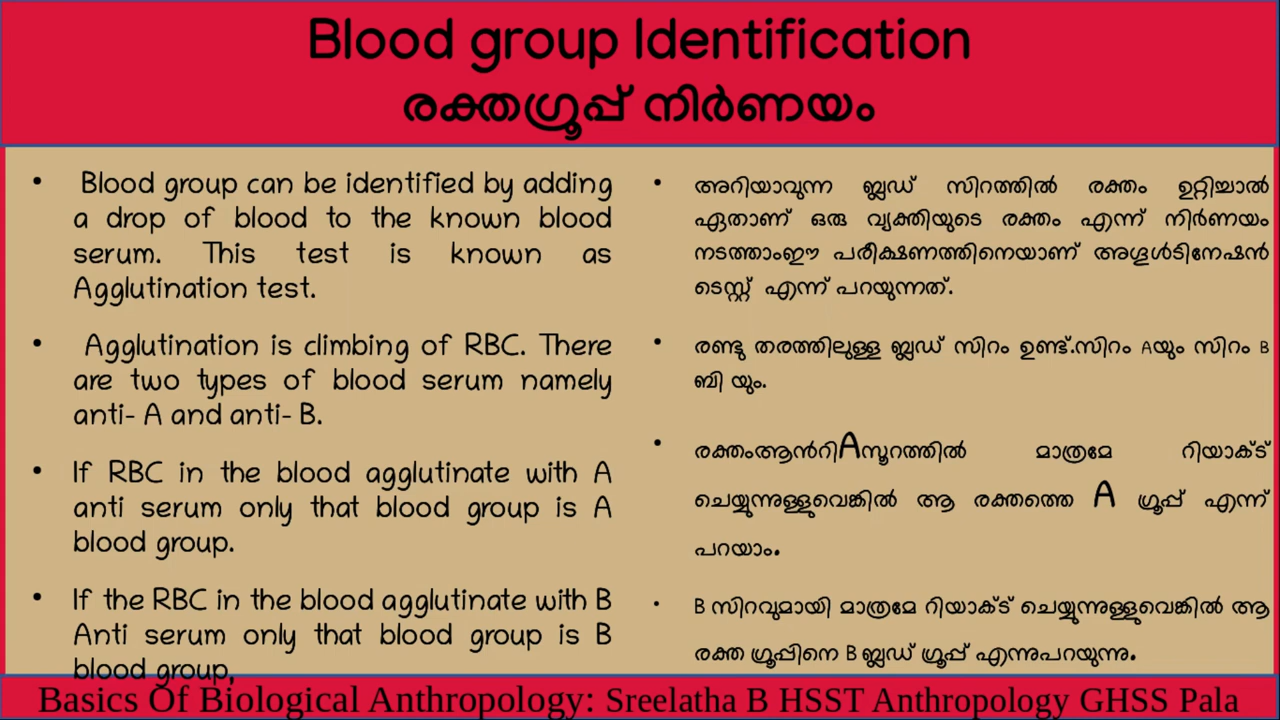 Blood group Identification
രക്തഗ്രൂപ്പ് നിർണയം
• Blood group can be identified by adding
a drop of blood to the known blood
serum. This test is known as
Agglutination test.
• Agglutination is climbing of RBC. There
are two types of blood serum namely
anti- A and anti- B.
• If RBC in the blood agglutinate with A
anti serum only that blood group is A
blood group.
• If the RBC in the blood agglutinate with B
Anti serum only that blood group is B
blood group,
• അറിയാവുന്ന ബ്ലഡ് സിറത്തിൽ രക്തം ഉറ്റിച്ചാൽ
ഏതാണ് ഒരു വ്യക്തിയുടെ രക്തം എന്ന് നിർണയം
നടത്താംഈ പരീക്ഷണത്തിനെയാണ് അഗ്ലൂൾടിനേഷൻ
ടെസ്റ്റ് എന്ന് പറയുന്നത്.
• രണ്ടു തരത്തിലുള്ള ബ്ലഡ് സിറം ഉണ്ട്.സിറം Aയും സിറം B
ബി യും.
• രക്തംആൻറിAസൂറത്തിൽ മാത്രമേ റിയാക്ട്
ചെയ്യുന്നുള്ളുവെങ്കിൽ ആ രക്തത്തെ A ഗ്രൂപ്പ് എന്ന്
പറയാം.
• B സിറവുമായി മാത്രമേ റിയാക്ട് ചെയ്യുന്നുള്ളുവെങ്കിൽ ആ
രക്ത ഗ്രൂപ്പിനെ B ബ്ലഡ് ഗ്രൂപ്പ് എന്നുപറയുന്നു.
Basics Of Biological Anthropology: Sreelatha B HSST Anthropology GHSS Pala